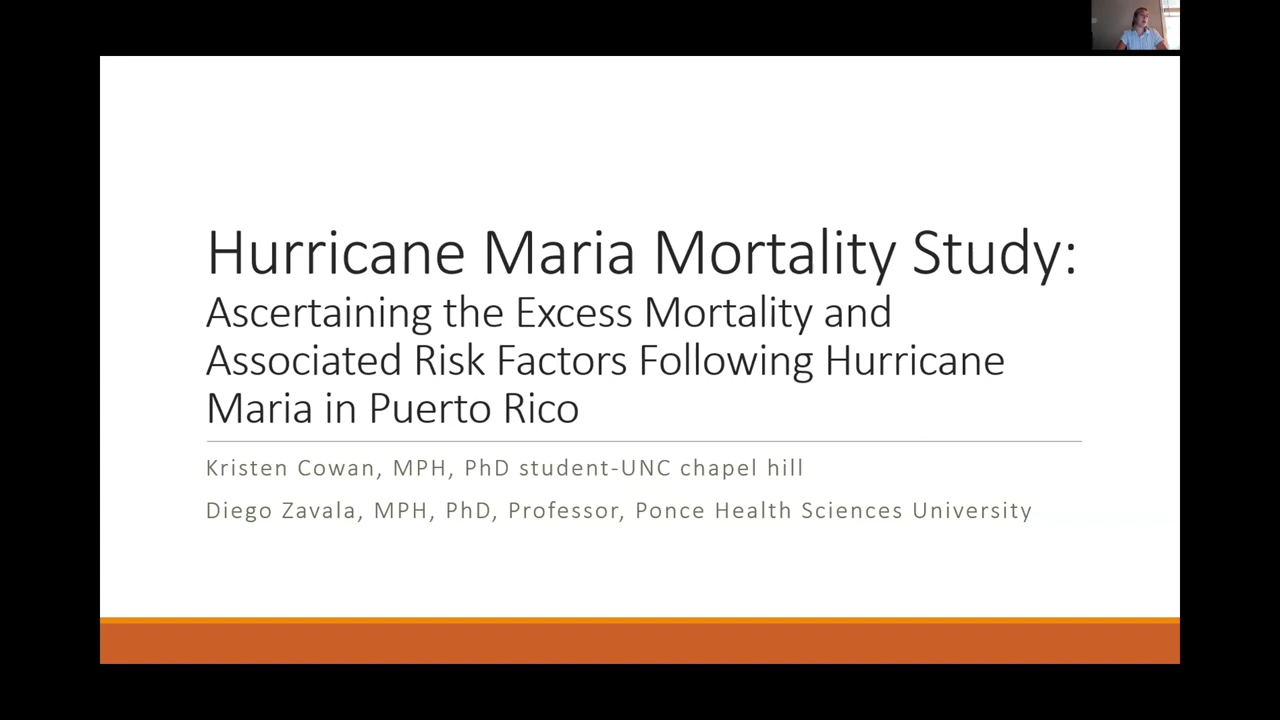 Hurricane Maria Mortality Study:
Ascertaining the Excess Mortality and
Associated Risk Factors Following Hurricane
Maria in Puerto Rico
Kristen Cowan, MPH, PhD student-UNC chapel hill
Diego Zavala, MPH, PhD, Professor, Ponce Health Sciences University